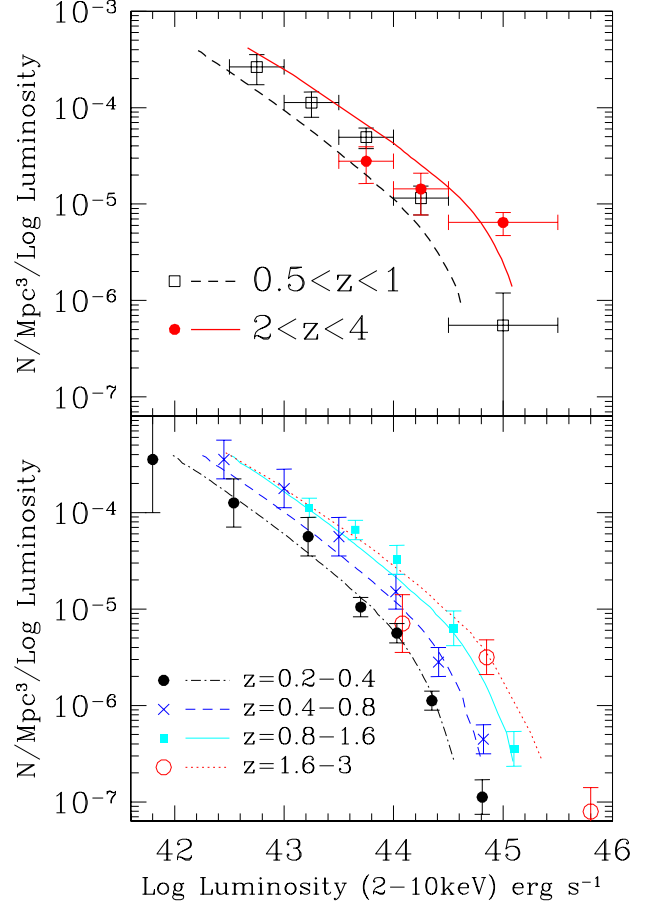 10⁻³
10⁻⁴
10⁻⁵
10⁻⁶
10⁻⁷
N/Mpc³/Log Luminosity
0.5<z<1
2<z<4
10⁻⁴
10⁻⁵
10⁻⁶
10⁻⁷
N/Mpc³/Log Luminosity
z=0.2−0.4
z=0.4−0.8
z=0.8−1.6
z=1.6−3
42 43 44 45 46
Log Luminosity (2−10keV) erg s⁻¹